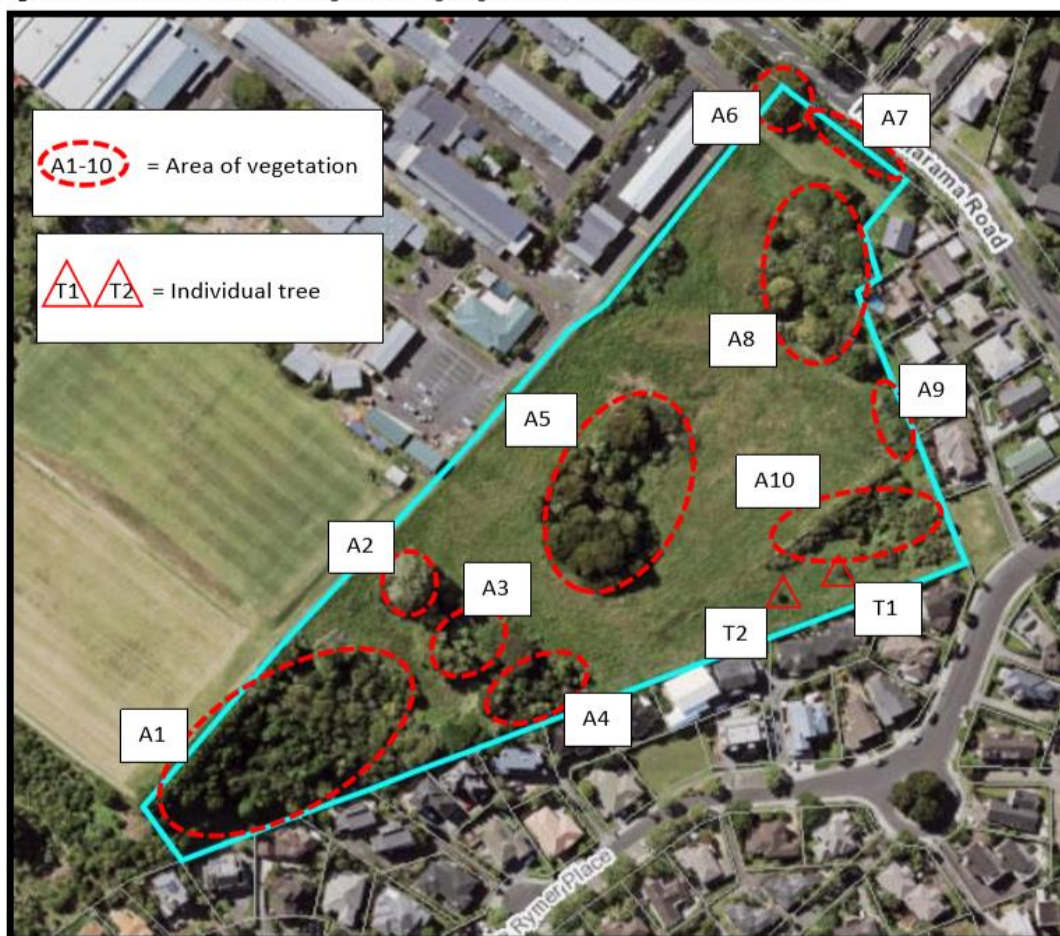 A6
A7
A1-10 = Area of vegetation
arama Road
T1 T2 = Individual tree
A8
A9
A5
A10
A2
A3
T1
T2
A4
A1
Rymer Place